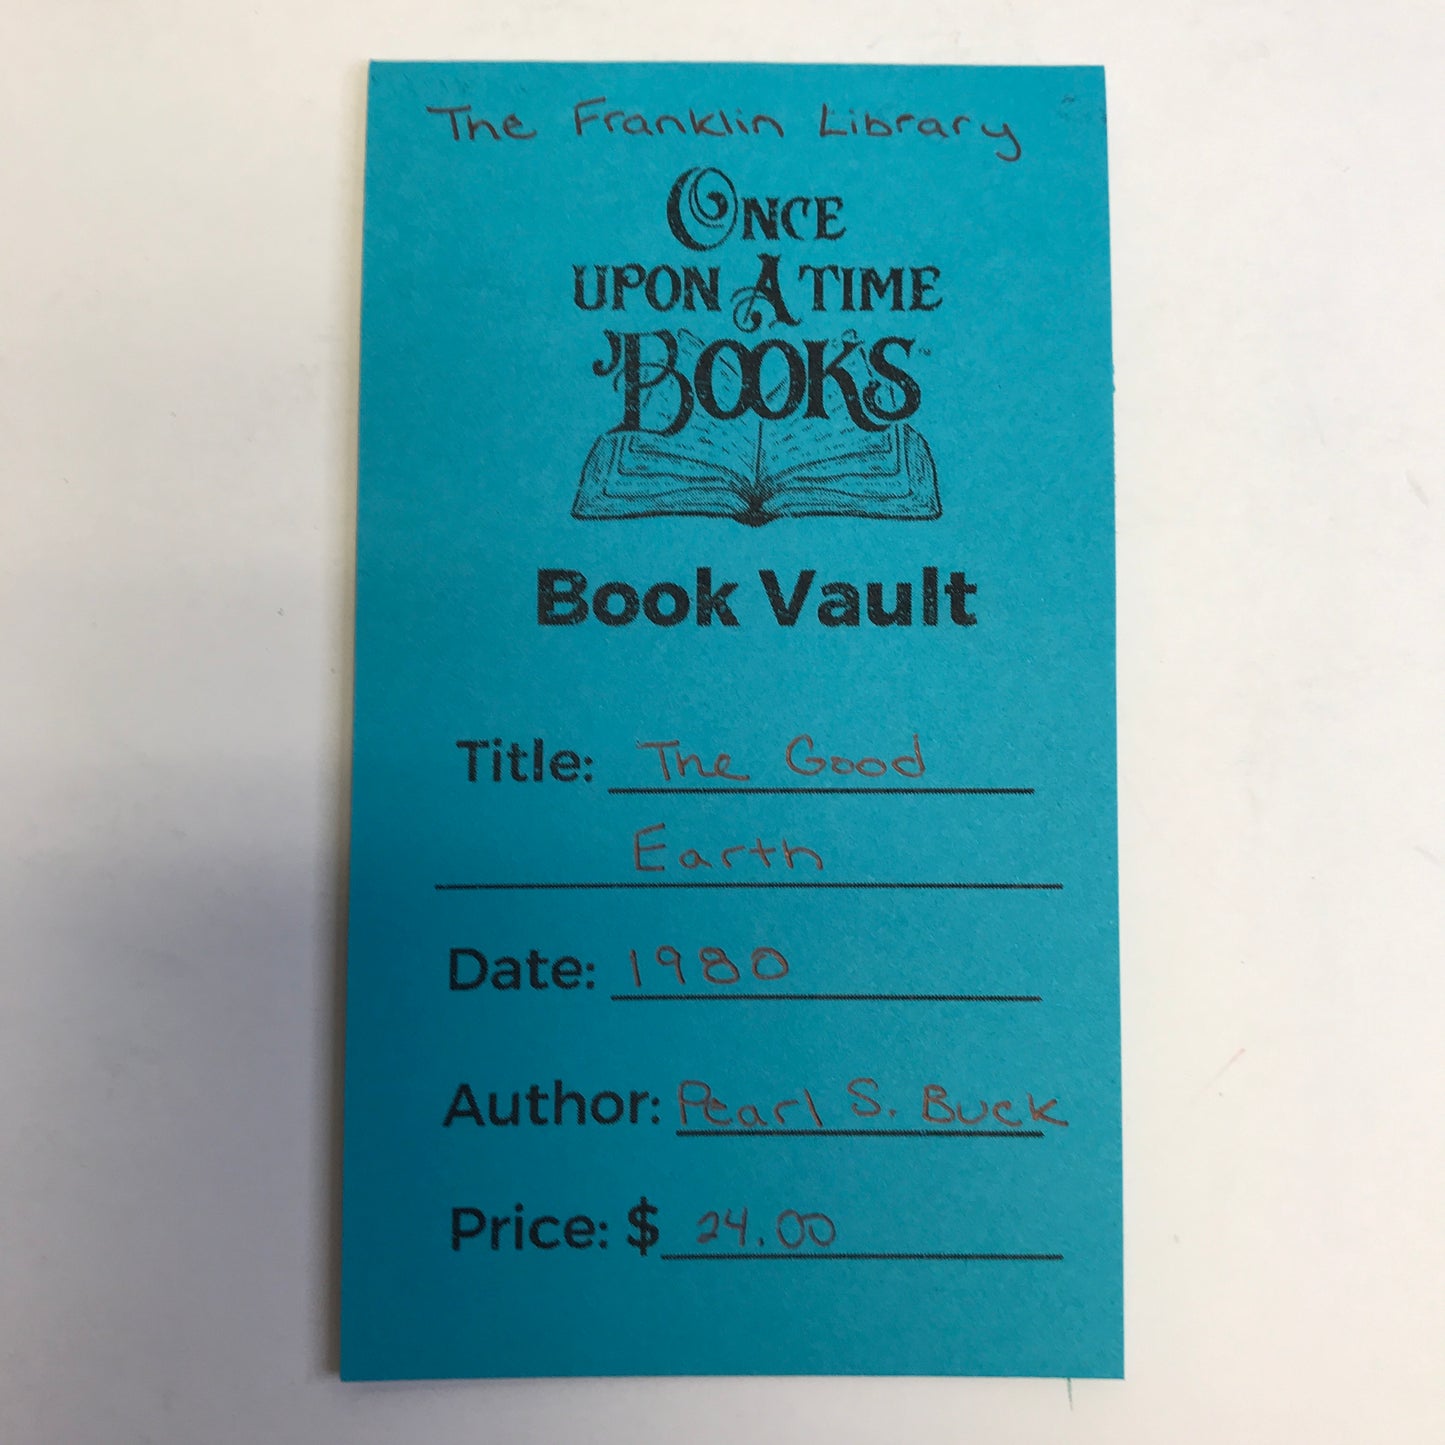 The Franklin Library
ONCE
UPON A TIME
BOOKS
Book Vault
Title: The Good
Earth
Date: 1980
Author: Pearl S. Buck
Price: $ 24.00